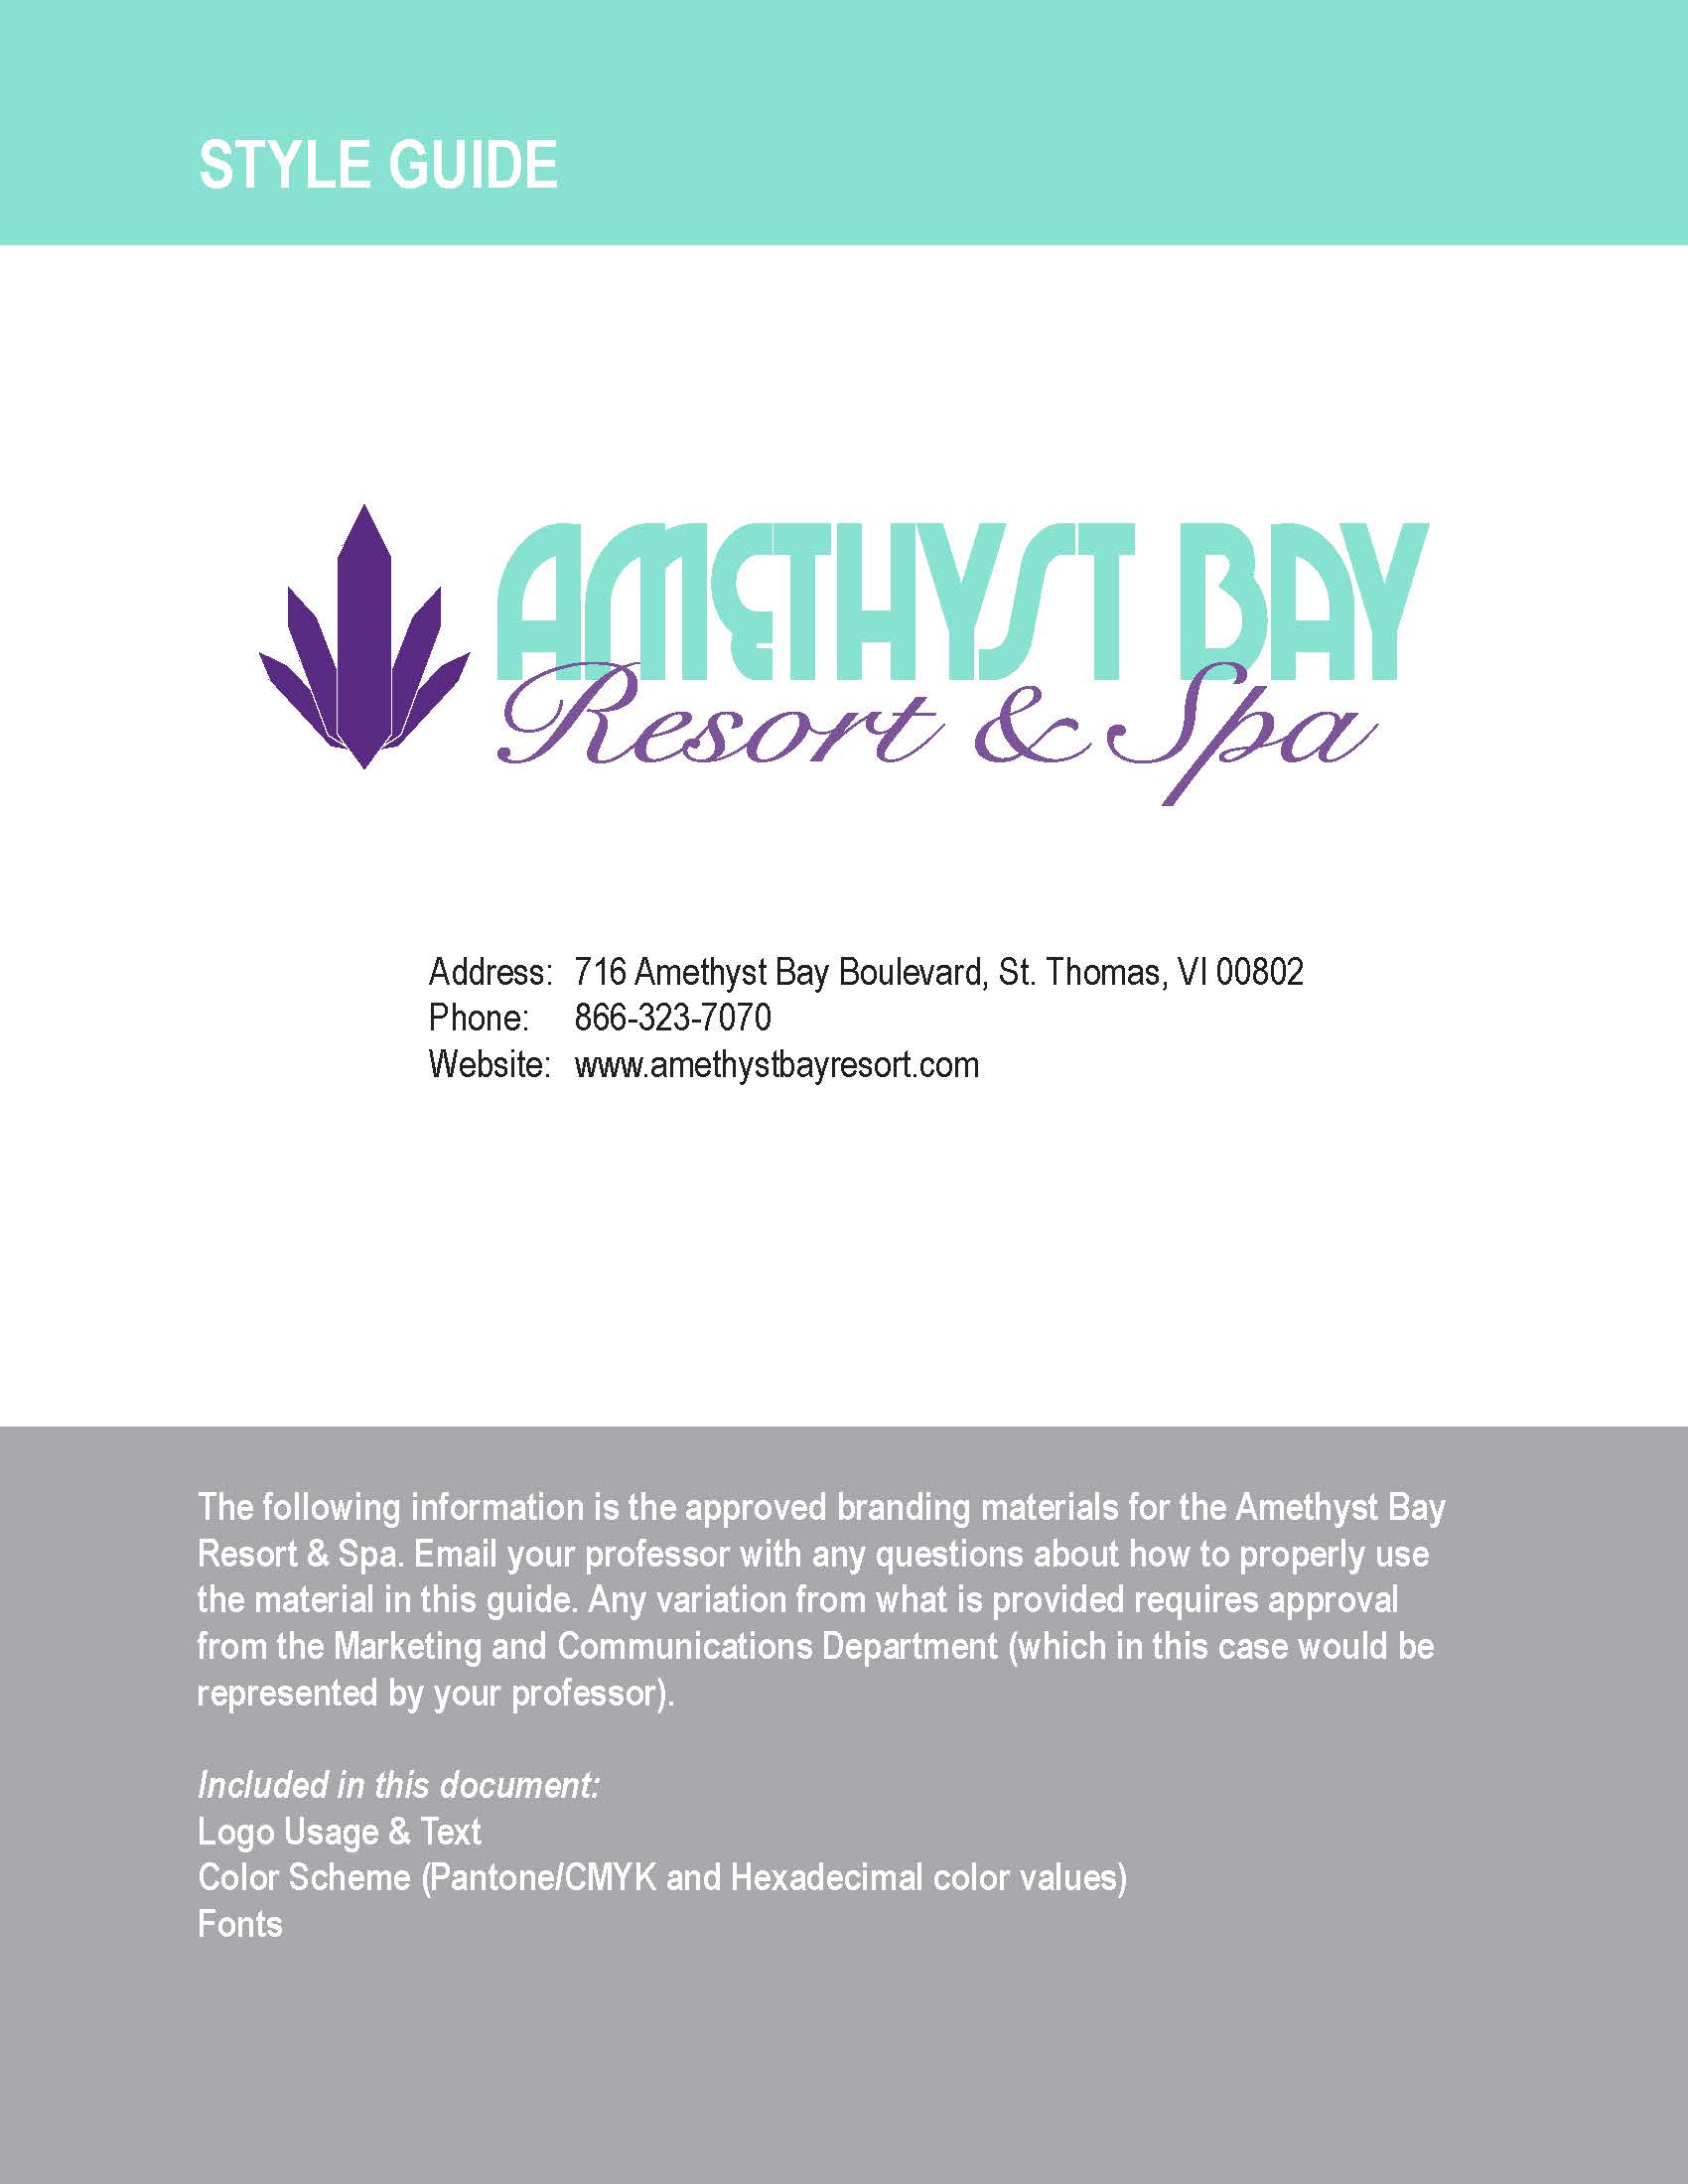 STYLE GUIDE
AMETHYST BAY
Resort & Spa
Address: 716 Amethyst Bay Boulevard, St. Thomas, VI 00802
Phone: 866-323-7070
Website: www.amethystbayresort.com
The following information is the approved branding materials for the Amethyst Bay
Resort & Spa. Email your professor with any questions about how to properly use
the material in this guide. Any variation from what is provided requires approval
from the Marketing and Communications Department (which in this case would be
represented by your professor).
Included in this document:
Logo Usage & Text
Color Scheme (Pantone/CMYK and Hexadecimal color values)
Fonts